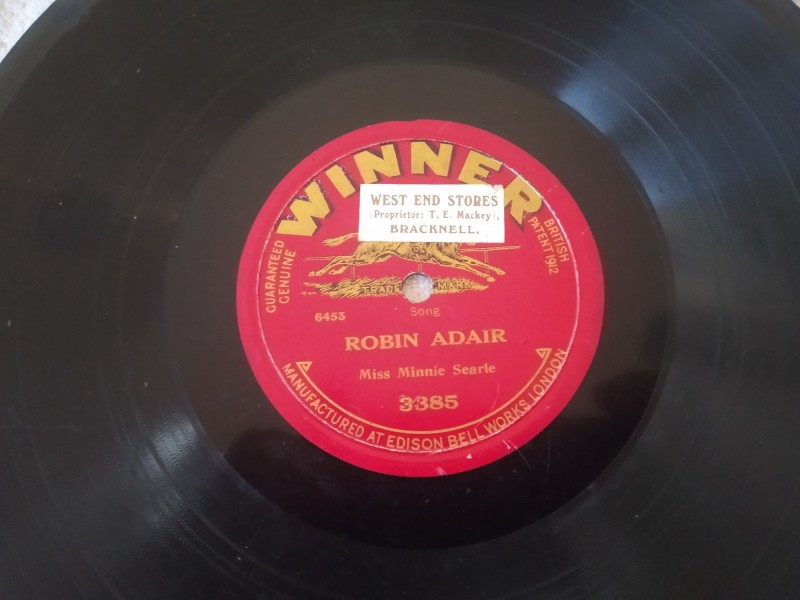 WINNER
WEST END STORES
(Proprietor: T. E. Mackey),
BRACKNELL.
GUARANTEED
GENUINE
BRITISH
PATENT 1912
TRADE MARK
Song
6453
ROBIN ADAIR
Miss Minnie Searle
3385
MANUFACTURED AT EDISON BELL WORKS LONDON